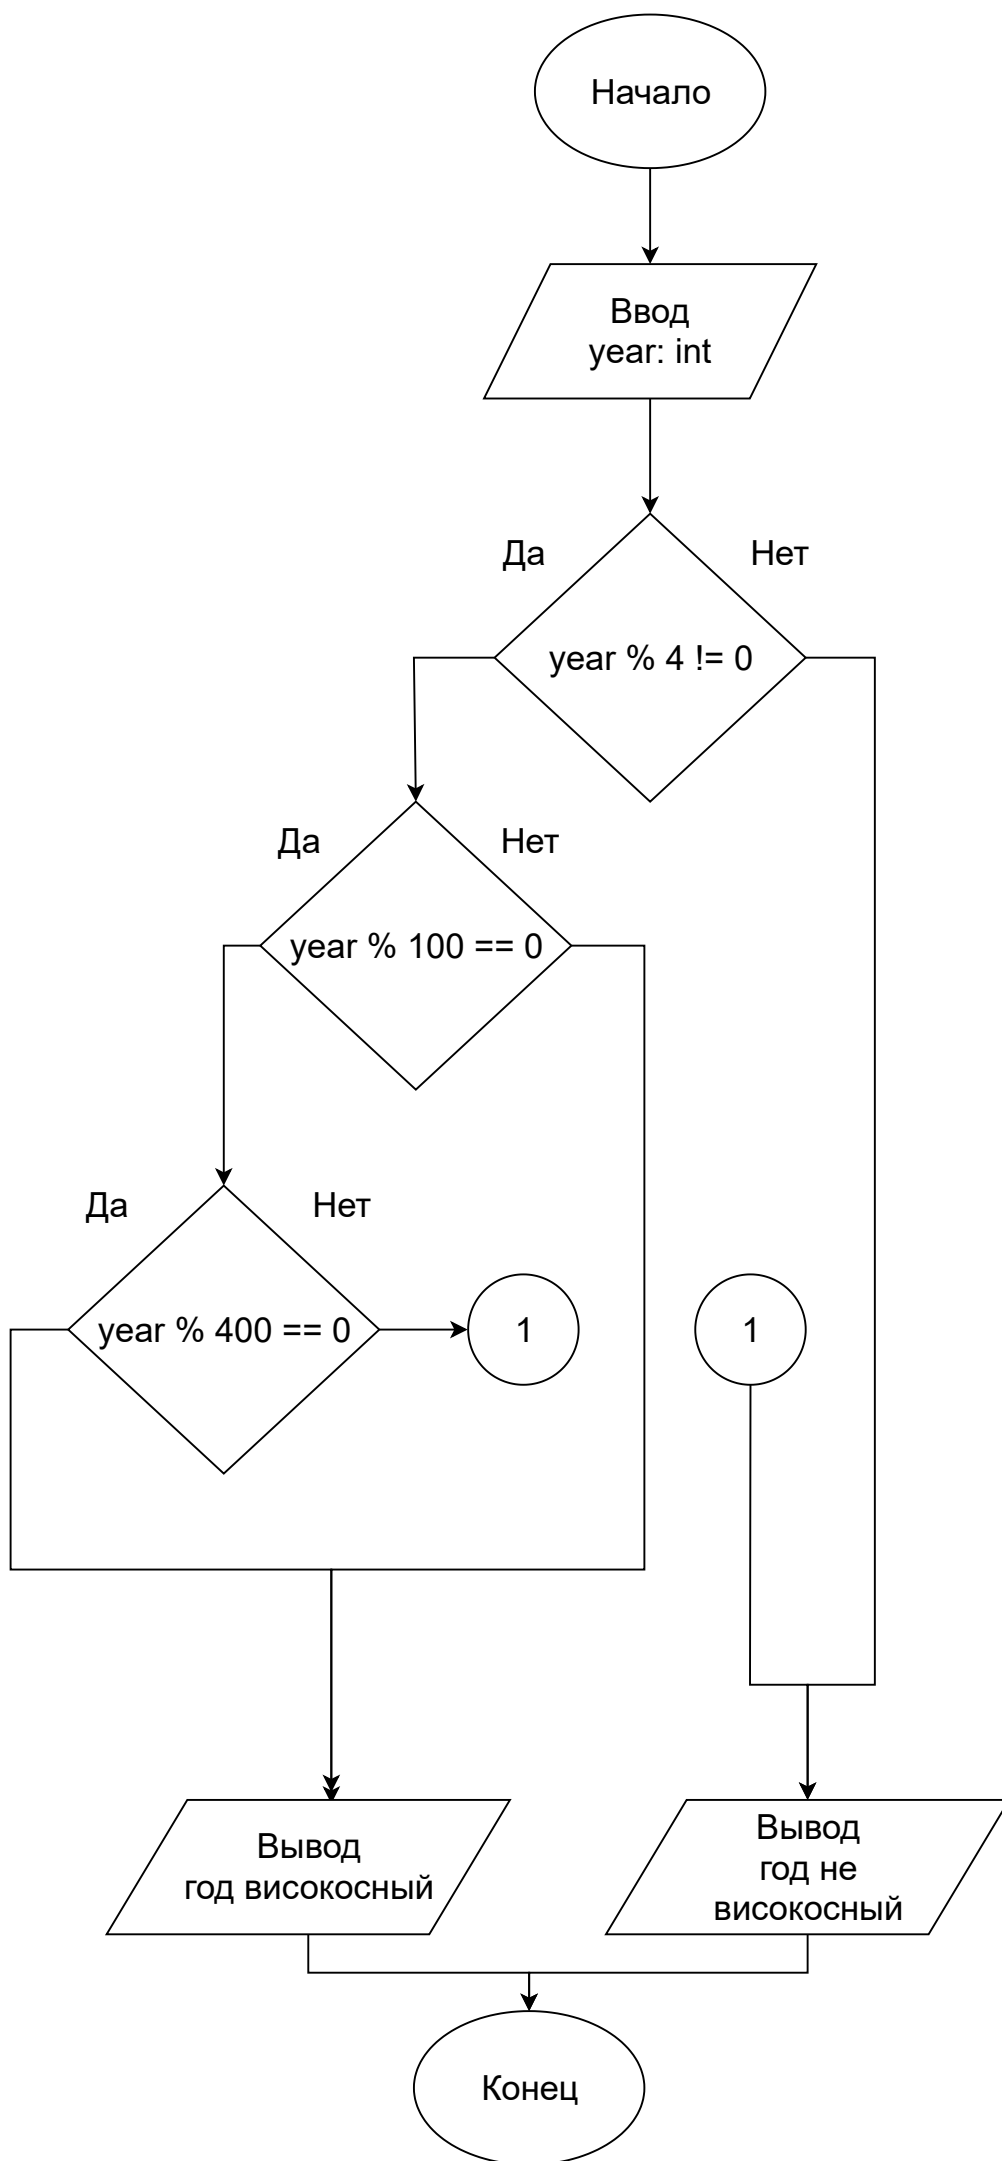 Начало
Ввод
year: int
Да
Нет
year % 4 != 0
Да
Нет
year % 100 == 0
Да
Нет
year % 400 == 0
1
1
Вывод
год високосный
Вывод
год не
високосный
Конец